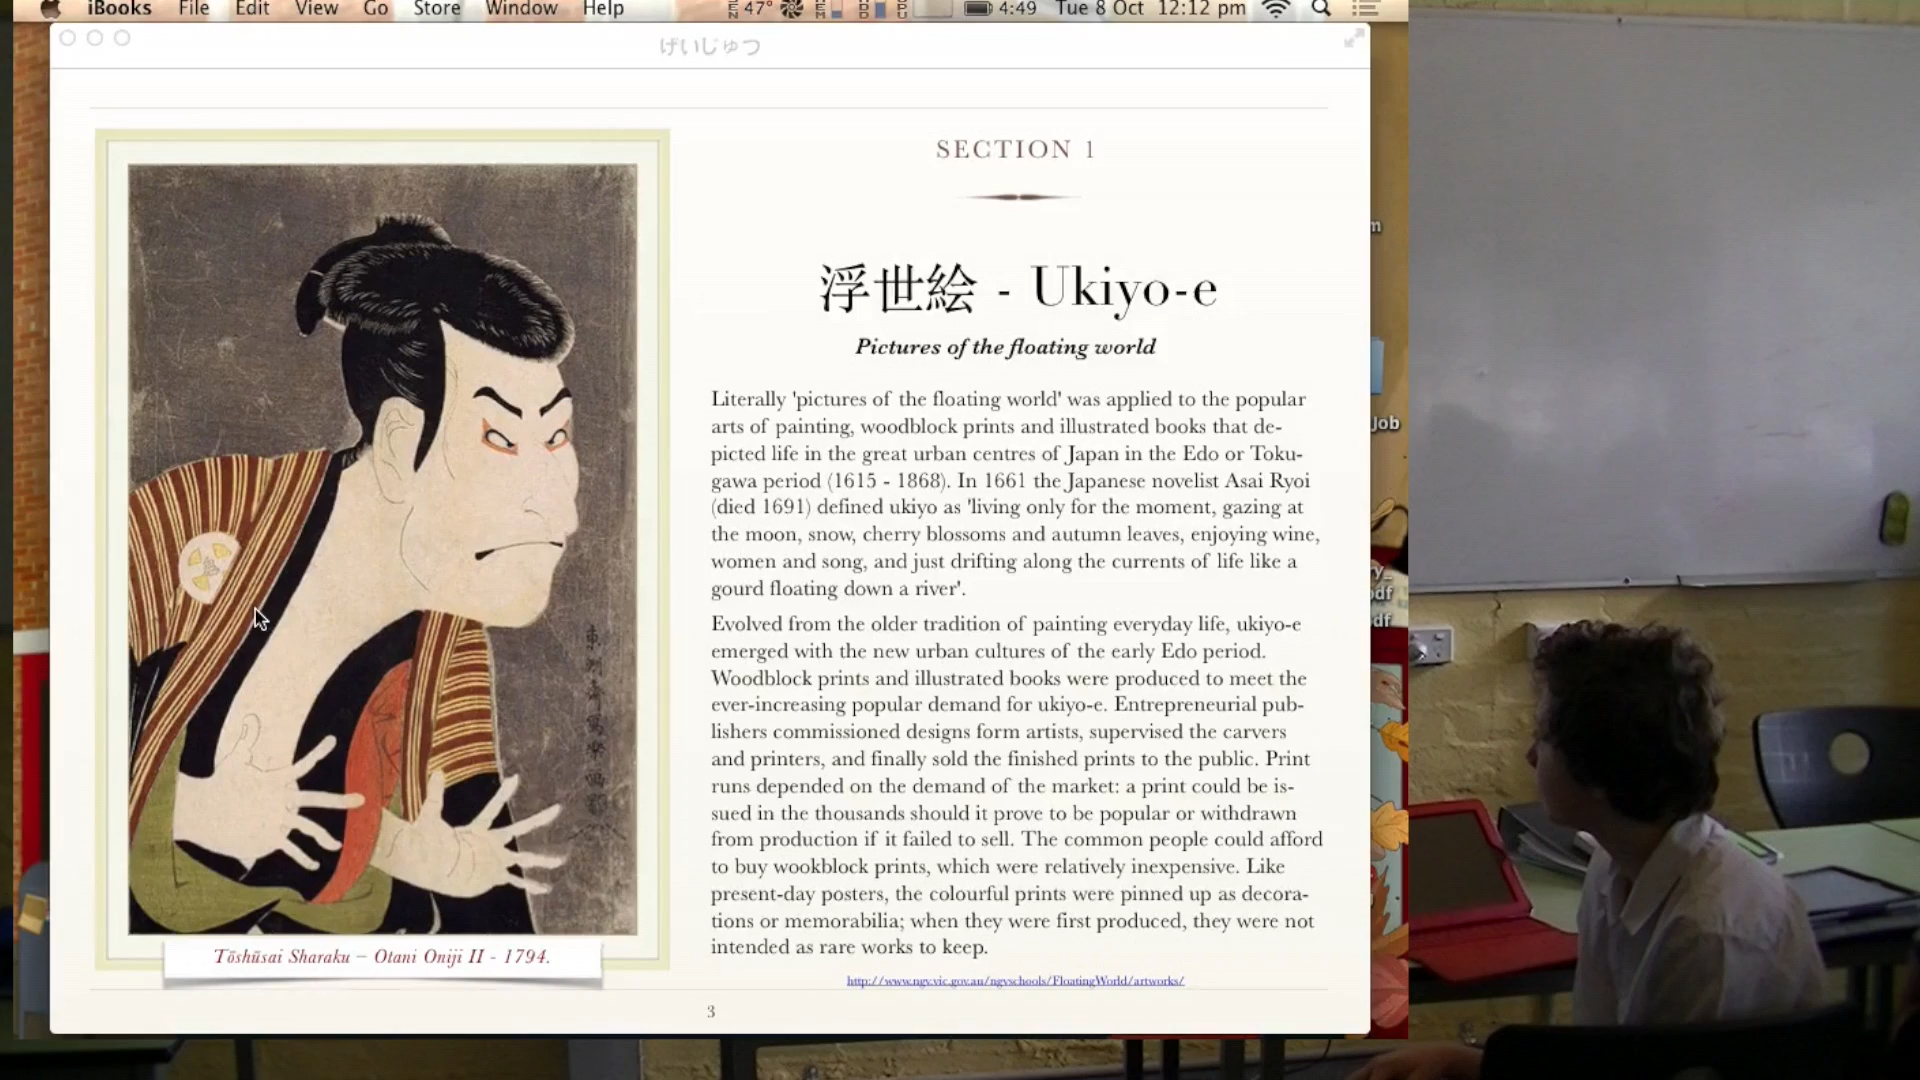 iBooks File Edit View Go Store Window Help 47° 4:49 Tue 8 Oct 12:12 pm
げいじゅつ
SECTION 1
浮世絵 - Ukiyo-e
Pictures of the floating world
Literally 'pictures of the floating world' was applied to the popular
arts of painting, woodblock prints and illustrated books that de-
picted life in the great urban centres of Japan in the Edo or Toku-
gawa period (1615 - 1868). In 1661 the Japanese novelist Asai Ryoi
(died 1691) defined ukiyo as 'living only for the moment, gazing at
the moon, snow, cherry blossoms and autumn leaves, enjoying wine,
women and song, and just drifting along the currents of life like a
gourd floating down a river'.
Evolved from the older tradition of painting everyday life, ukiyo-e
emerged with the new urban cultures of the early Edo period.
Woodblock prints and illustrated books were produced to meet the
ever-increasing popular demand for ukiyo-e. Entrepreneurial pub-
lishers commissioned designs form artists, supervised the carvers
and printers, and finally sold the finished prints to the public. Print
runs depended on the demand of the market: a print could be is-
sued in the thousands should it prove to be popular or withdrawn
from production if it failed to sell. The common people could afford
to buy wookblock prints, which were relatively inexpensive. Like
present-day posters, the colourful prints were pinned up as decora-
tions or memorabilia; when they were first produced, they were not
intended as rare works to keep.
http://www.ngv.vic.gov.au/ngvschools/FloatingWorld/artworks/
東洲斎写楽画
Tōshūsai Sharaku – Otani Oniji II - 1794.
3
Job